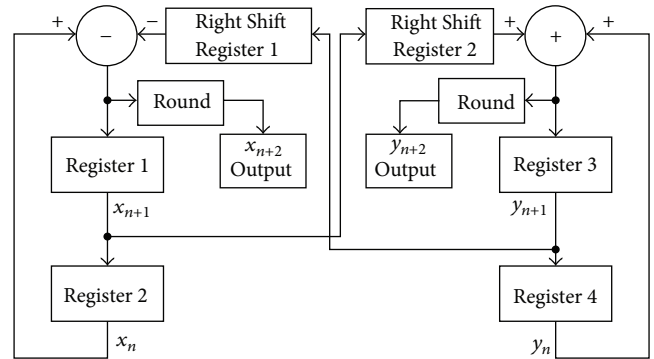 + − − Right Shift
Register 1
Right Shift
Register 2
+ + +
Round
Round
x_{n+2}
Output
y_{n+2}
Output
Register 1
Register 3
x_{n+1}
y_{n+1}
Register 2
Register 4
x_n
y_n